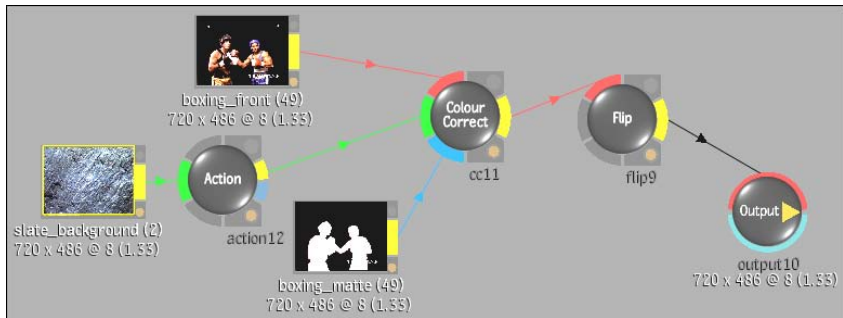 boxing_front (49)
720 x 486 @ 8 (1.33)
Colour
Correct
cc11
Flip
flip9
Action
action12
slate_background (2)
720 x 486 @ 8 (1.33)
boxing_matte (49)
720 x 486 @ 8 (1.33)
Output
output10
720 x 486 @ 8 (1.33)